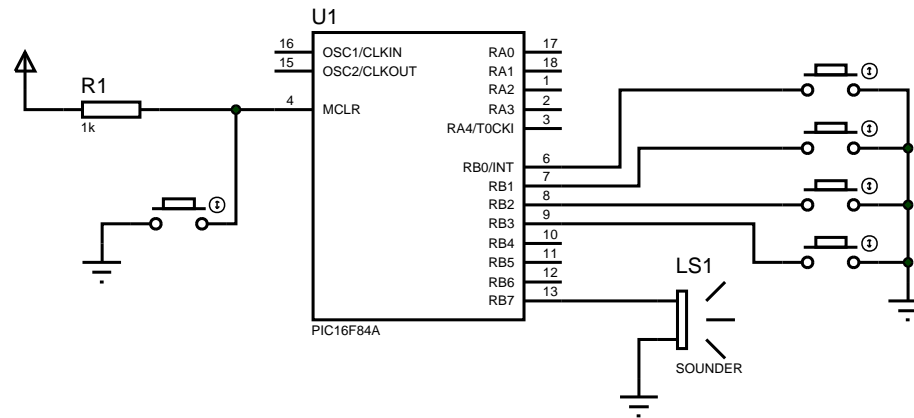 U1
16
OSC1/CLKIN
15
OSC2/CLKOUT
4
MCLR
RA0
17
RA1
18
RA2
1
RA3
2
RA4/T0CKI
3
RB0/INT
6
RB1
7
RB2
8
RB3
9
RB4
10
RB5
11
RB6
12
RB7
13
PIC16F84A
R1
1k
LS1
SOUNDER